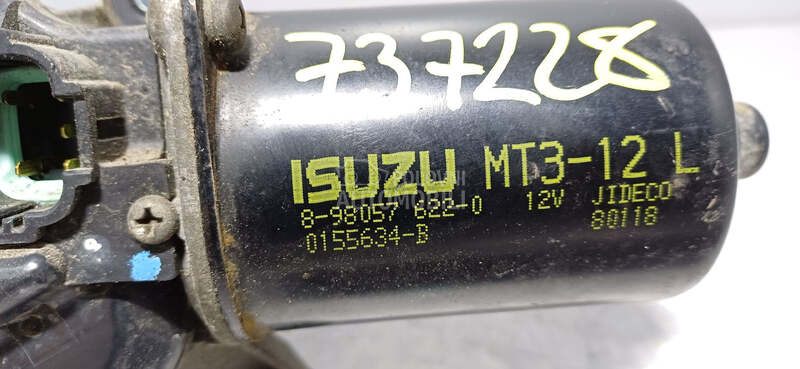 737228
ISUZU MT3-12 L
8-98057 622-0 12V JIDECO
0155634-B 80118